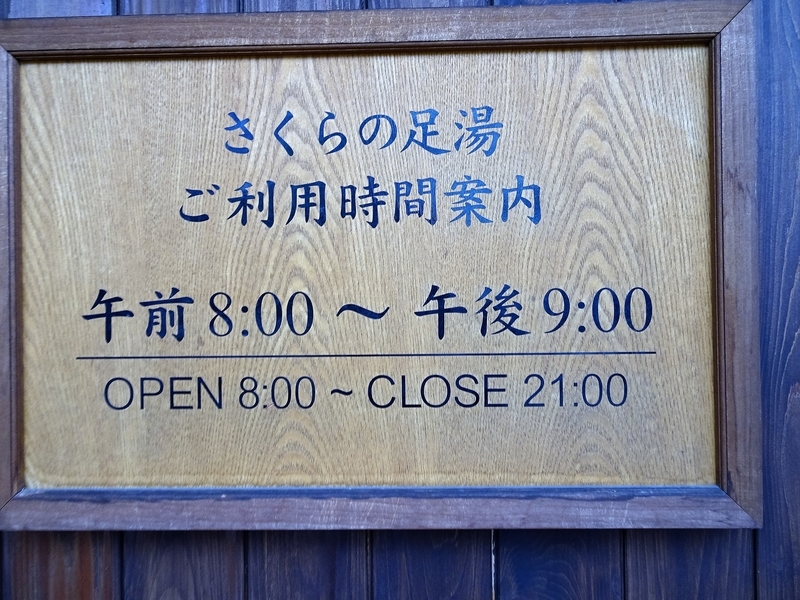 さくらの足湯
ご利用時間案内
午前 8:00 〜 午後 9:00
OPEN 8:00 ~ CLOSE 21:00